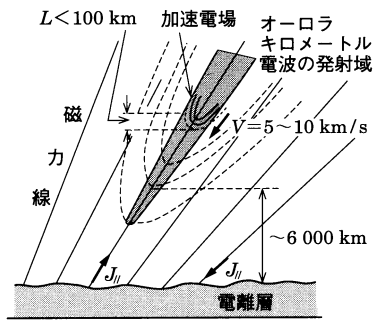 L＜100 km
加速電場
オーロラ
キロメートル
電波の発射域
磁力線
V＝5〜10 km/s
〜6 000 km
J//
J//
電離層